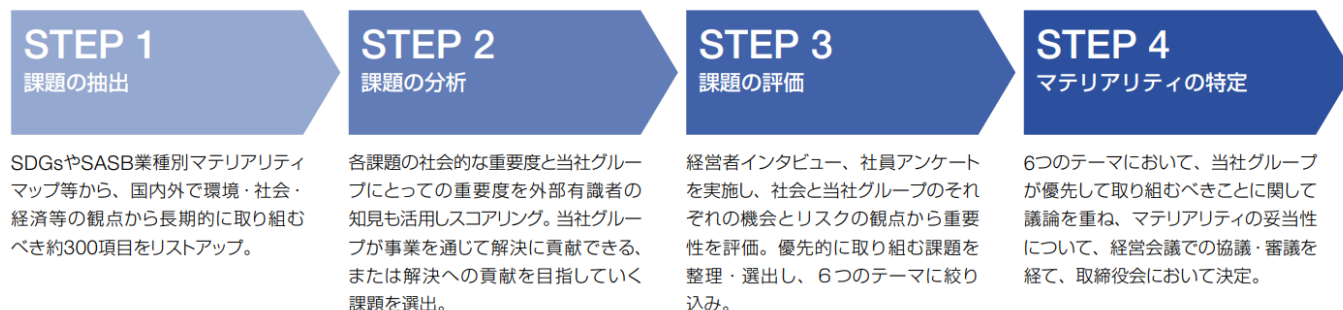 STEP 1
課題の抽出
SDGsやSASB業種別マテリアリティ
マップ等から、国内外で環境・社会・
経済等の観点から長期的に取り組む
べき約300項目をリストアップ。
STEP 2
課題の分析
各課題の社会的な重要度と当社グルー
プにとっての重要度を外部有識者の
知見も活用しスコアリング。当社グルー
プが事業を通じて解決に貢献できる、
または解決への貢献を目指していく
課題を選出。
STEP 3
課題の評価
経営者インタビュー、社員アンケート
を実施し、社会と当社グループのそれ
ぞれの機会とリスクの観点から重要
性を評価。優先的に取り組む課題を
整理・選出し、6つのテーマに絞り
込み。
STEP 4
マテリアリティの特定
6つのテーマにおいて、当社グループ
が優先して取り組むべきことに関して
議論を重ね、マテリアリティの妥当性
について、経営会議での協議・審議を
経て、取締役会において決定。